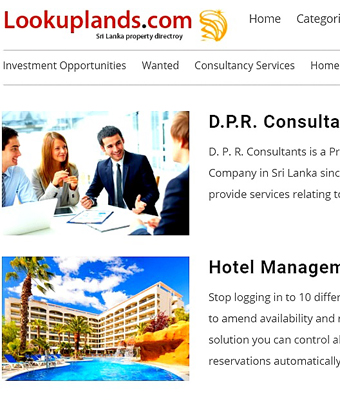 Lookuplands.com
Sri Lanka property directroy
Home Categori
Investment Opportunities Wanted Consultancy Services Home
D.P.R. Consulta
D. P. R. Consultants is a Pr
Company in Sri Lanka sinc
provide services relating to
Hotel Managem
Stop logging in to 10 differ
to amend availability and r
solution you can control al
reservations automatically